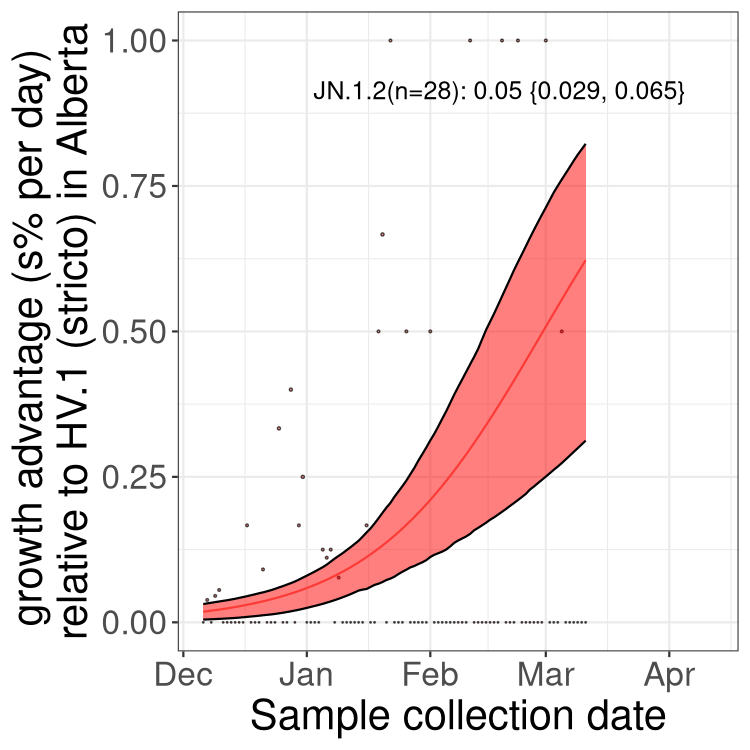 growth advantage (s% per day)
relative to HV.1 (stricto) in Alberta
1.00
0.75
0.50
0.25
0.00
JN.1.2(n=28): 0.05 {0.029, 0.065}
Dec Jan Feb Mar Apr
Sample collection date